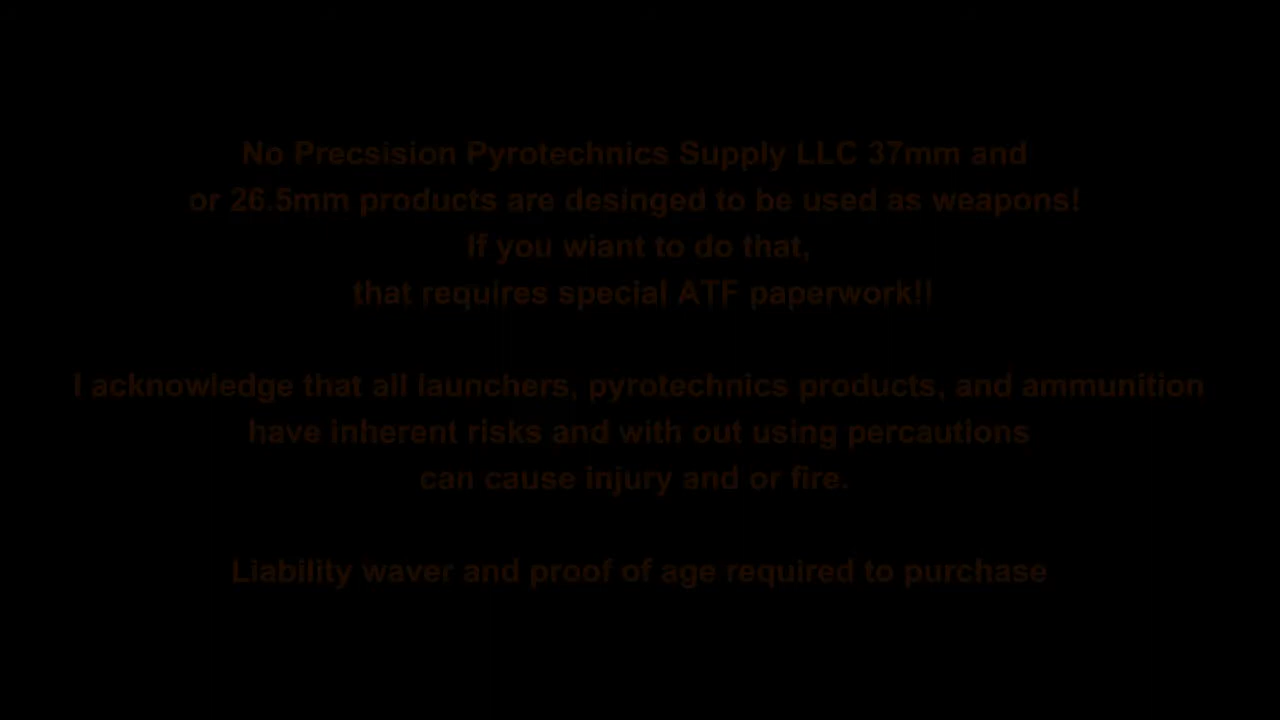 No Precsision Pyrotechnics Supply LLC 37mm and
or 26.5mm products are desinged to be used as weapons!
If you wiant to do that,
that requires special ATF paperwork!!
I acknowledge that all launchers, pyrotechnics products, and ammunition
have inherent risks and with out using percautions
can cause injury and or fire.
Liability waver and proof of age required to purchase